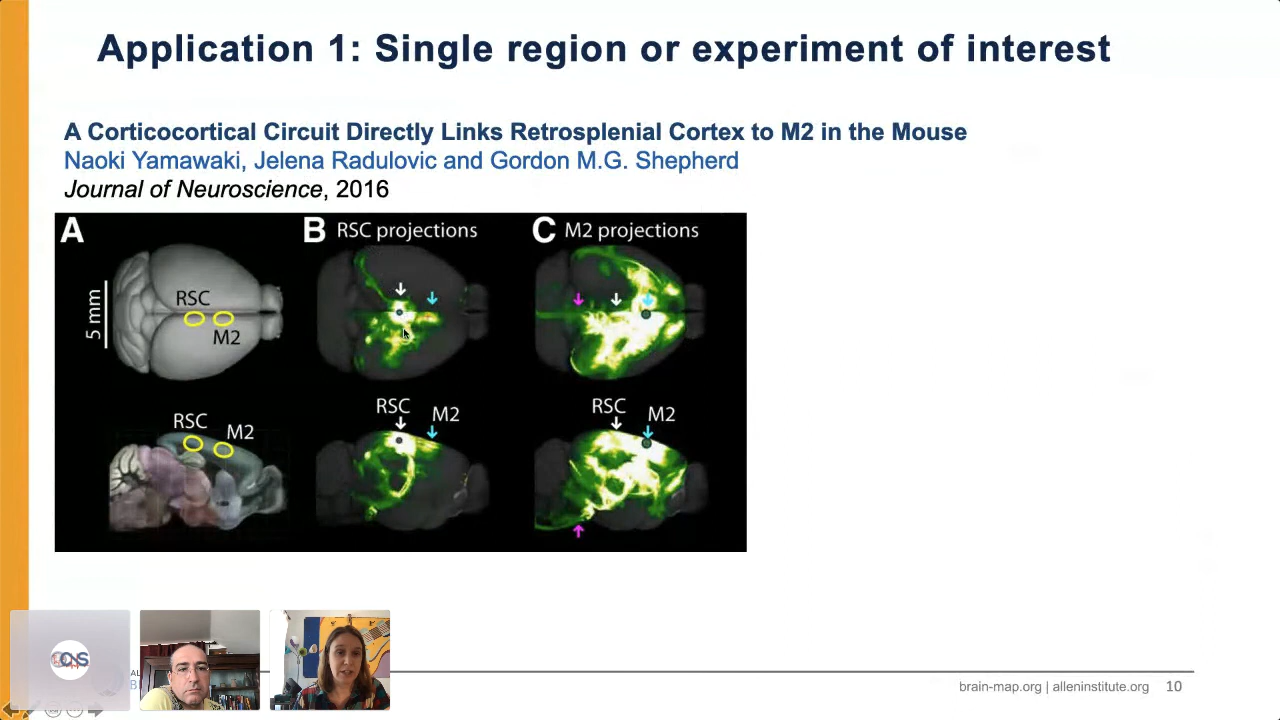 Application 1: Single region or experiment of interest
A Corticocortical Circuit Directly Links Retrosplenial Cortex to M2 in the Mouse
Naoki Yamawaki, Jelena Radulovic and Gordon M.G. Shepherd
Journal of Neuroscience, 2016
A
B RSC projections
C M2 projections
5 mm
RSC
M2
RSC
M2
RSC
M2
RSC
M2
brain-map.org | alleninstitute.org 10